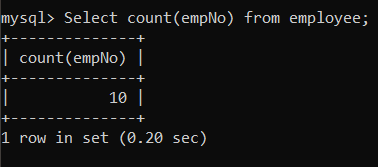 mysql> Select count(empNo) from employee;
+--------------+
| count(empNo) |
+--------------+
|           10 |
+--------------+
1 row in set (0.20 sec)